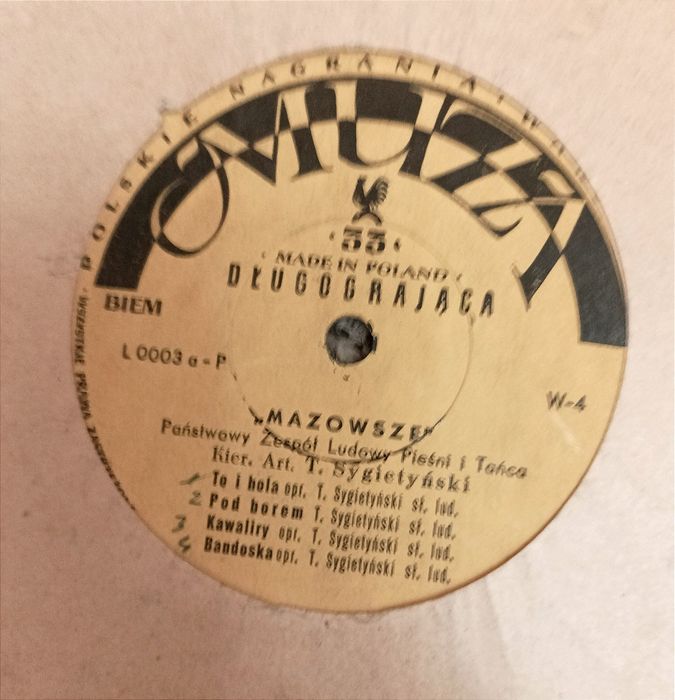 POLSKIE NAGRANIA
MUZA
33
MADE IN POLAND
DŁUGOGRAJĄCA
BIEM
L 0003 a - P
W-4
„MAZOWSZE”
Państwowy Zespół Ludowy Pieśni i Tańca
Kier. Art. T. Sygietyński
1 To i hola opr. T. Sygietyński sł. lud.
2 Pod borem T. Sygietyński sł. lud.
3 Kawaliry opr. T. Sygietyński sł. lud.
4 Bandoska opr. T. Sygietyński sł. lud.
WSZYSTKIE PRAWA